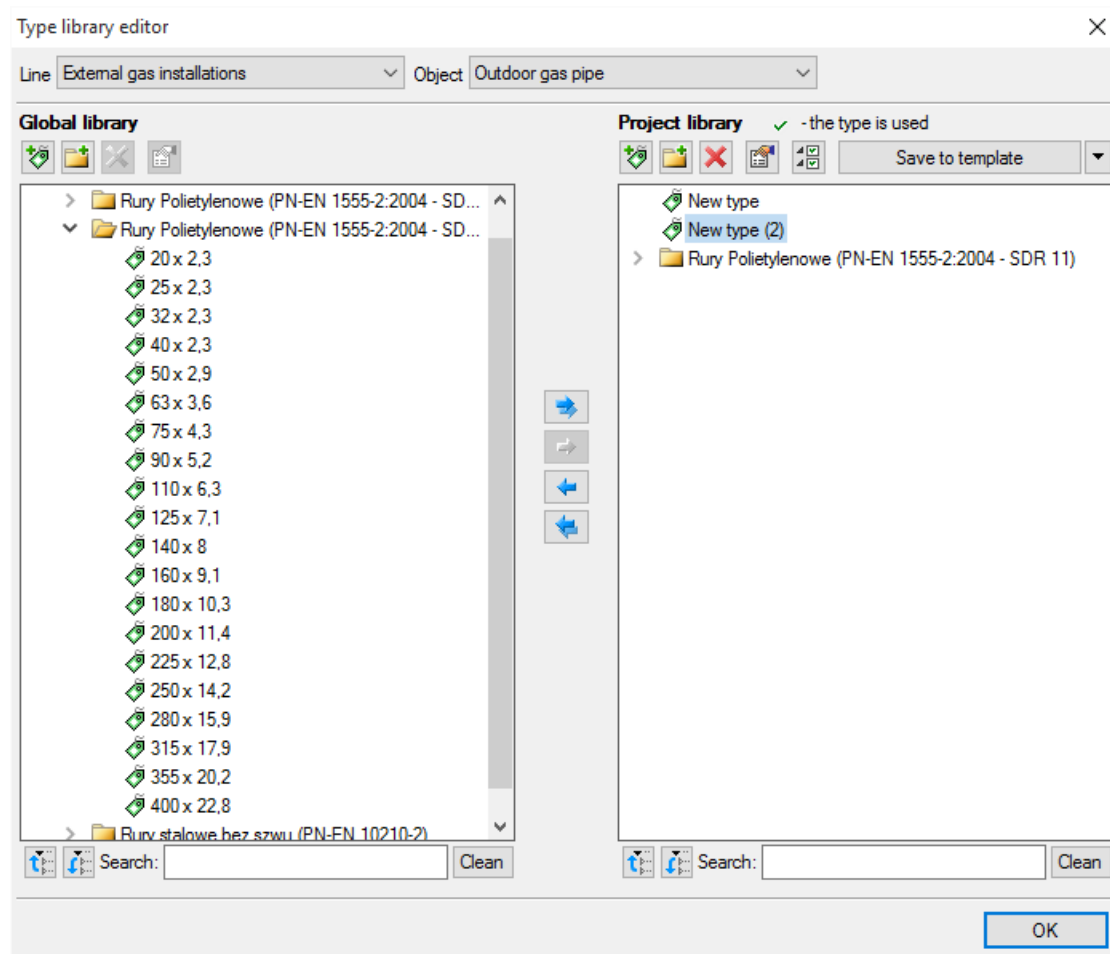 Type library editor
Line External gas installations Object Outdoor gas pipe
Global library
Project library - the type is used
Save to template
Rury Polietylenowe (PN-EN 1555-2:2004 - SD...
Rury Polietylenowe (PN-EN 1555-2:2004 - SD...
20 x 2,3
25 x 2,3
32 x 2,3
40 x 2,3
50 x 2,9
63 x 3,6
75 x 4,3
90 x 5,2
110 x 6,3
125 x 7,1
140 x 8
160 x 9,1
180 x 10,3
200 x 11,4
225 x 12,8
250 x 14,2
280 x 15,9
315 x 17,9
355 x 20,2
400 x 22,8
Rury stalowe bez szwu (PN-EN 10210-2)
Search: Clean
New type
New type (2)
Rury Polietylenowe (PN-EN 1555-2:2004 - SDR 11)
Search: Clean
OK